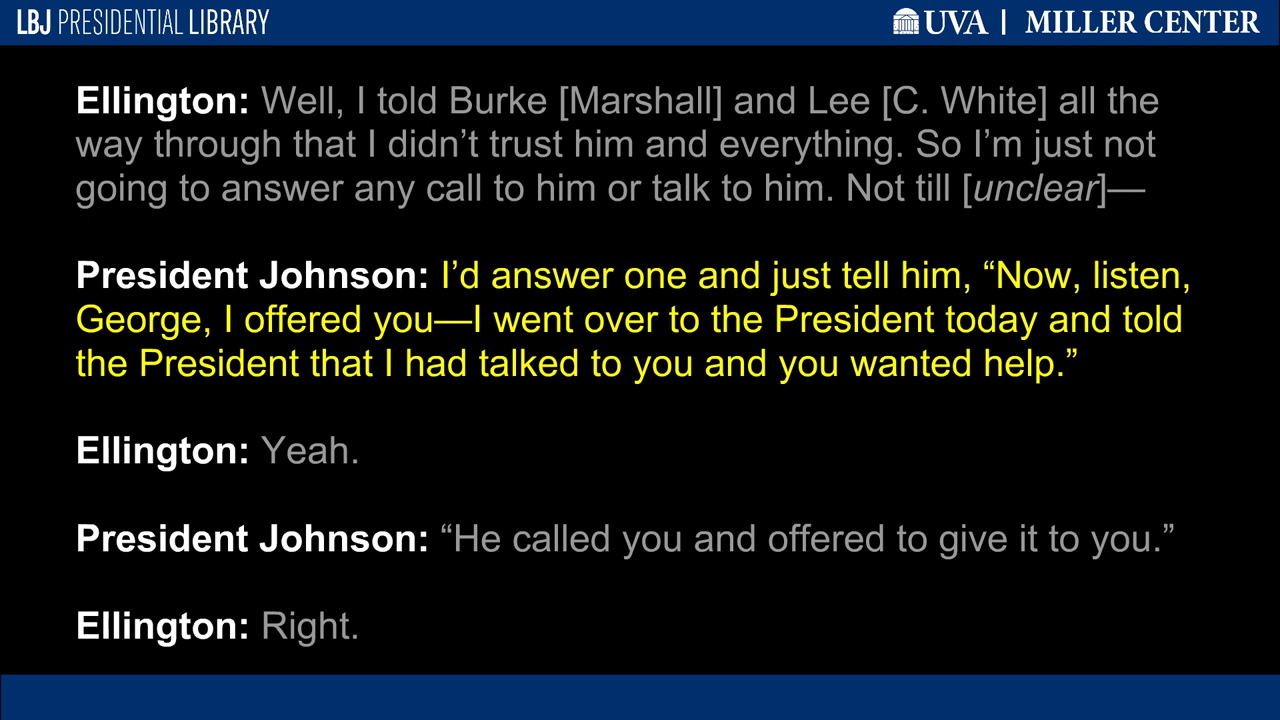 LBJ PRESIDENTIAL LIBRARY
UVA | MILLER CENTER
Ellington: Well, I told Burke [Marshall] and Lee [C. White] all the
way through that I didn’t trust him and everything. So I’m just not
going to answer any call to him or talk to him. Not till [unclear]—
President Johnson: I’d answer one and just tell him, “Now, listen,
George, I offered you—I went over to the President today and told
the President that I had talked to you and you wanted help.”
Ellington: Yeah.
President Johnson: “He called you and offered to give it to you.”
Ellington: Right.